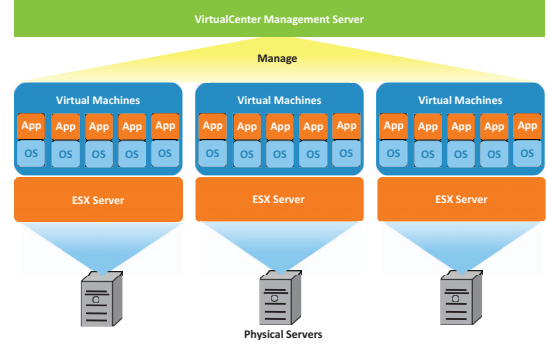 VirtualCenter Management Server
Manage
Virtual Machines Virtual Machines Virtual Machines
App App App App App App App App App App App App App App App
OS OS OS OS OS OS OS OS OS OS OS OS OS OS OS
ESX Server ESX Server ESX Server
Physical Servers